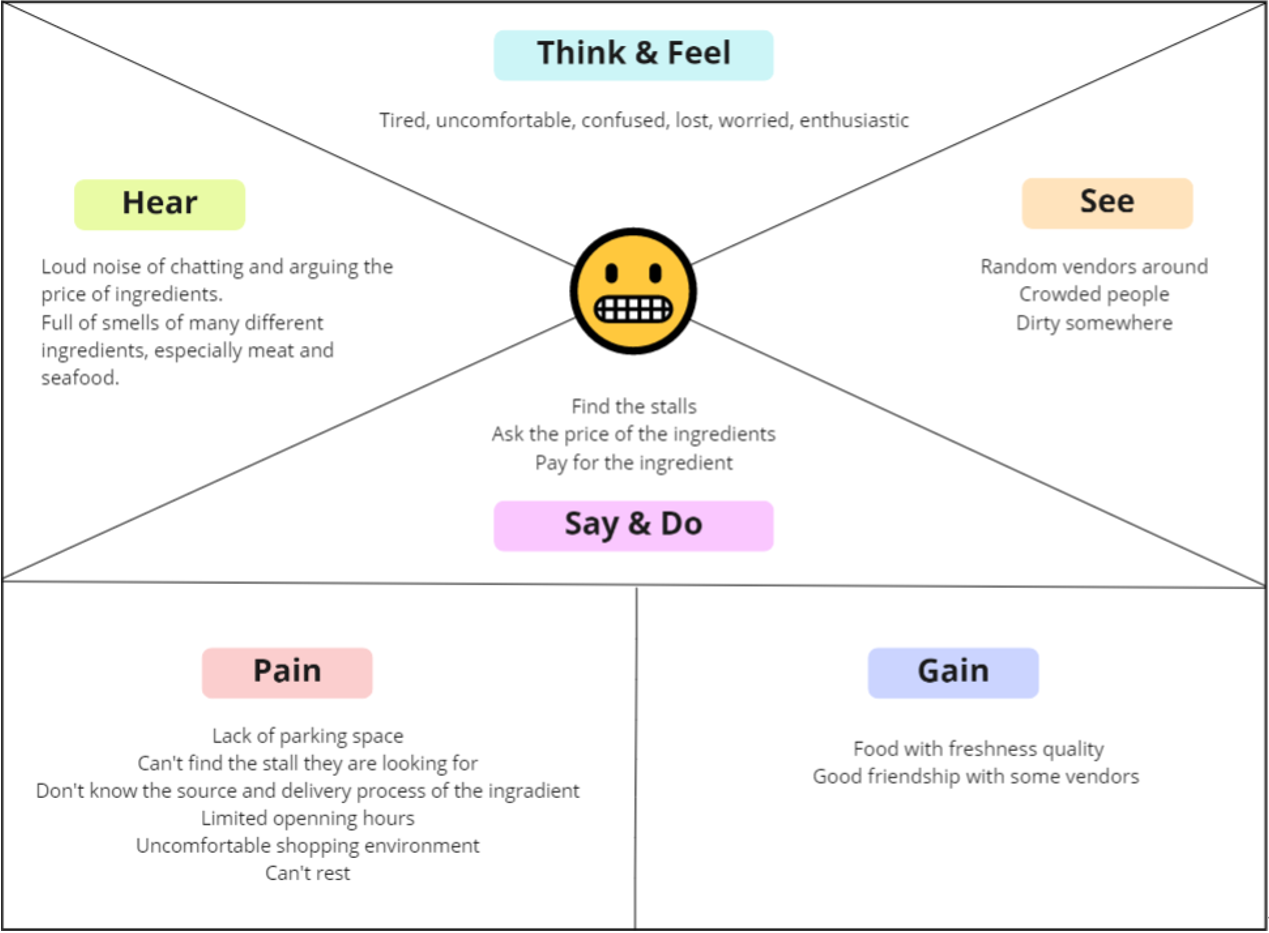 Think & Feel
Tired, uncomfortable, confused, lost, worried, enthusiastic
Hear
Loud noise of chatting and arguing the
price of ingredients.
Full of smells of many different
ingredients, especially meat and
seafood.
See
Random vendors around
Crowded people
Dirty somewhere
Find the stalls
Ask the price of the ingredients
Pay for the ingredient
Say & Do
Pain
Lack of parking space
Can't find the stall they are looking for
Don't know the source and delivery process of the ingradient
Limited openning hours
Uncomfortable shopping environment
Can't rest
Gain
Food with freshness quality
Good friendship with some vendors